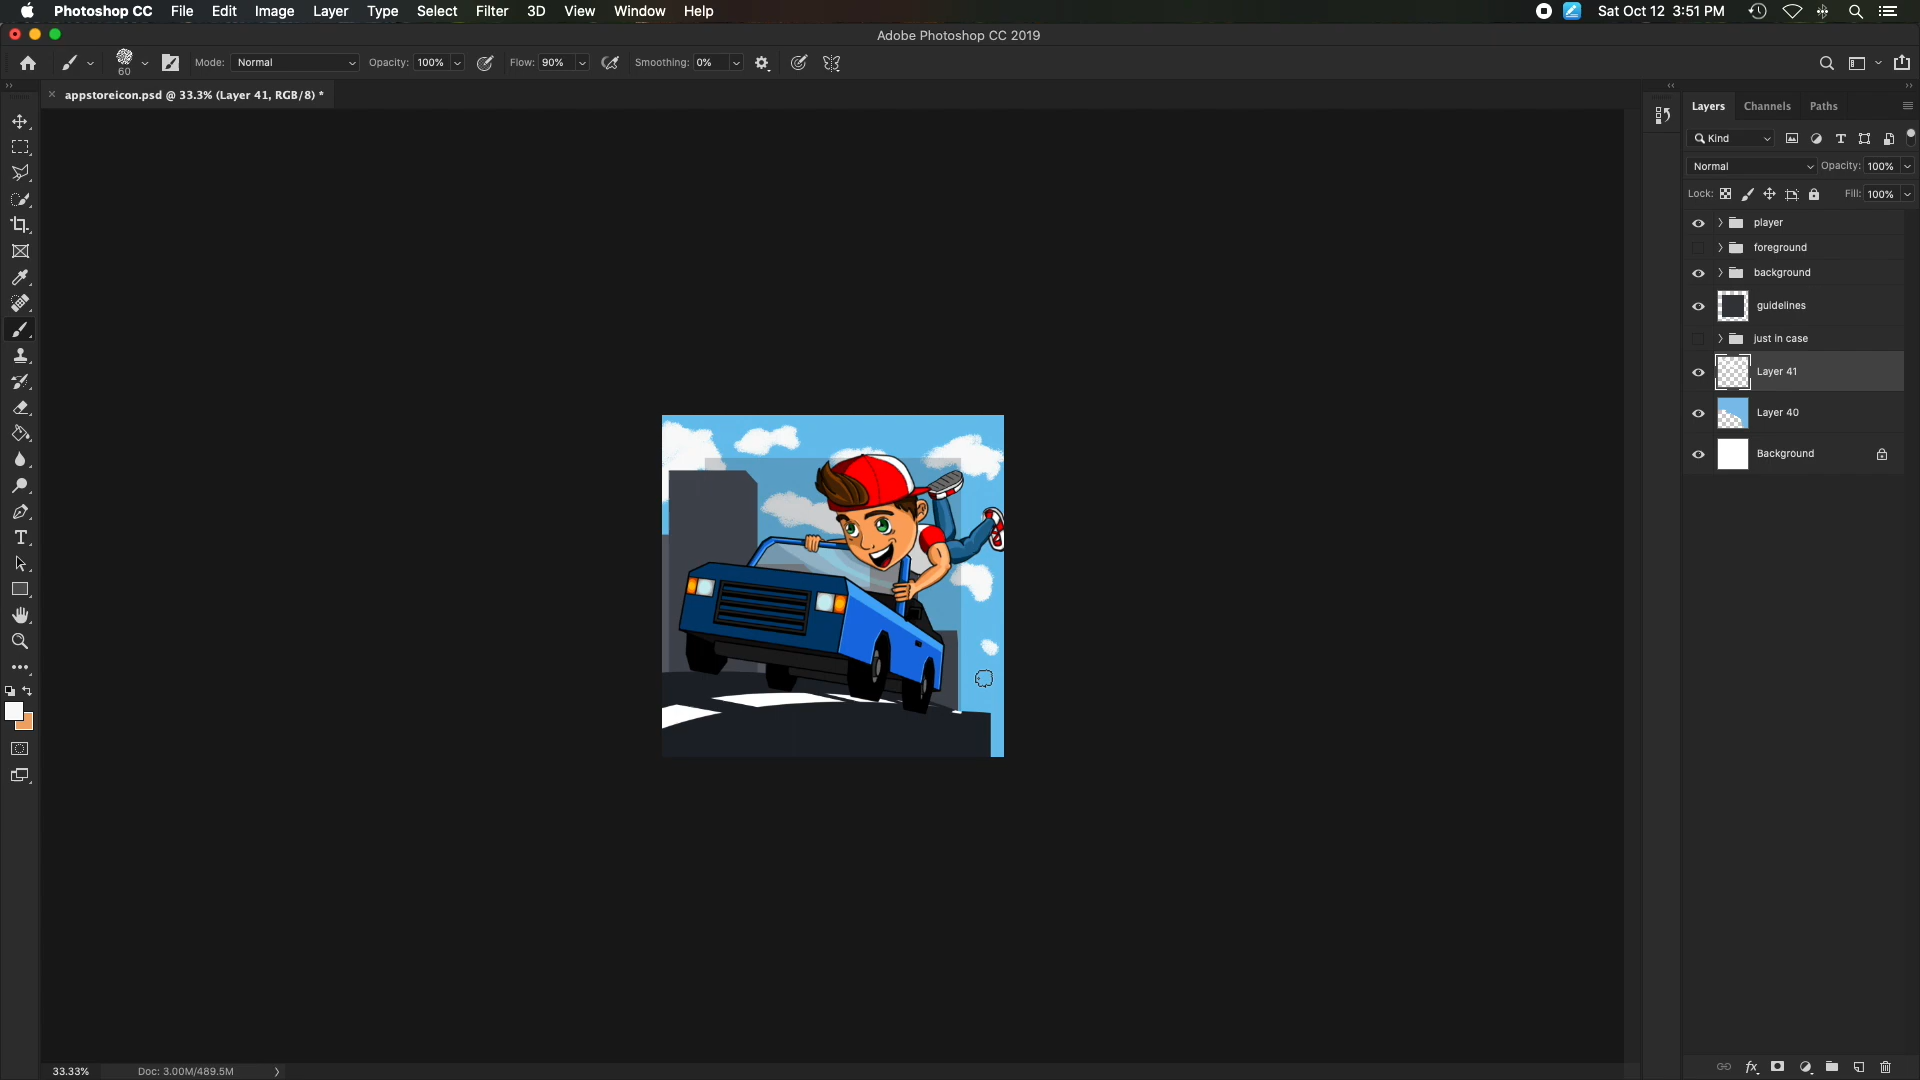 Photoshop CC File Edit Image Layer Type Select Filter 3D View Window Help Sat Oct 12 3:51 PM
Adobe Photoshop CC 2019
60 Mode: Normal Opacity: 100% Flow: 90% Smoothing: 0%
appstoreicon.psd @ 33.3% (Layer 41, RGB/8) *
Layers Channels Paths
Kind
Normal Opacity: 100%
Lock: Fill: 100%
player
foreground
background
guidelines
just in case
Layer 41
Layer 40
Background
33.33% Doc: 3.00M/489.5M